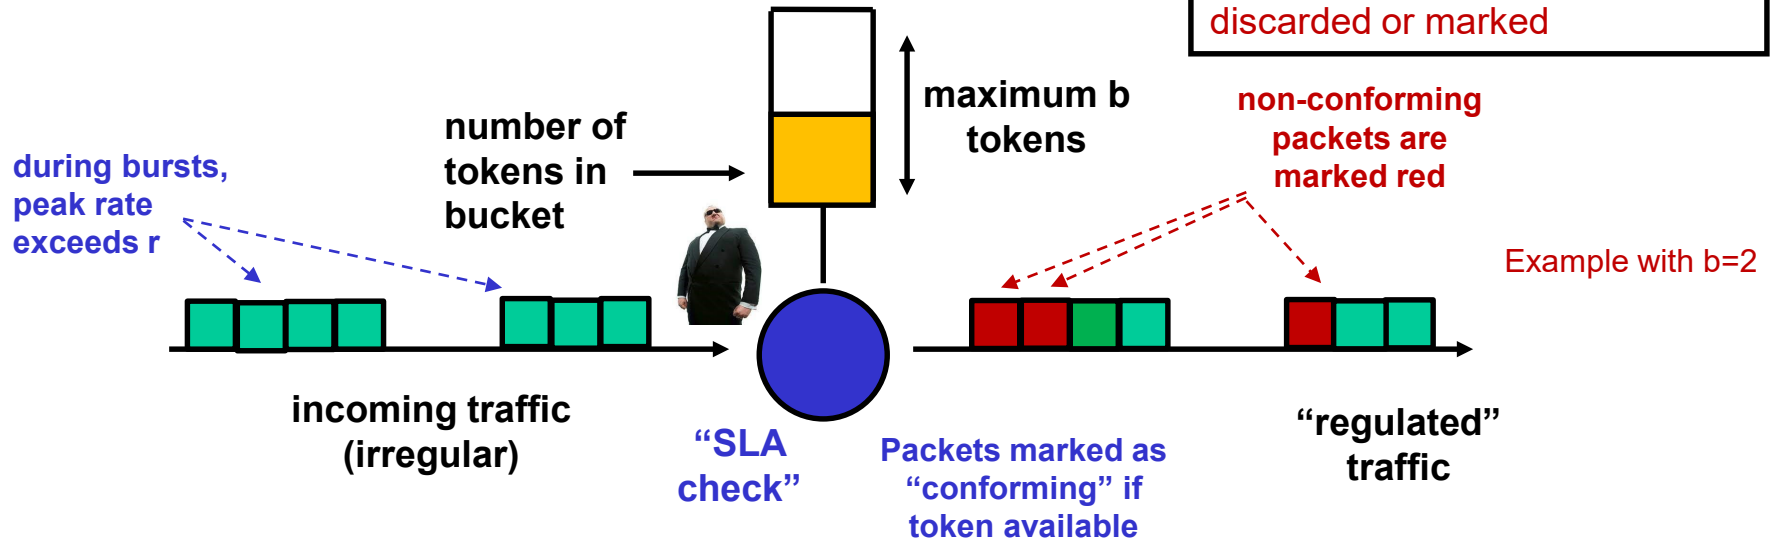 discarded or marked
maximum b
tokens
non-conforming
packets are
marked red
number of
tokens in
bucket
during bursts,
peak rate
exceeds r
Example with b=2
incoming traffic
(irregular)
“SLA
check”
Packets marked as
“conforming” if
token available
“regulated”
traffic